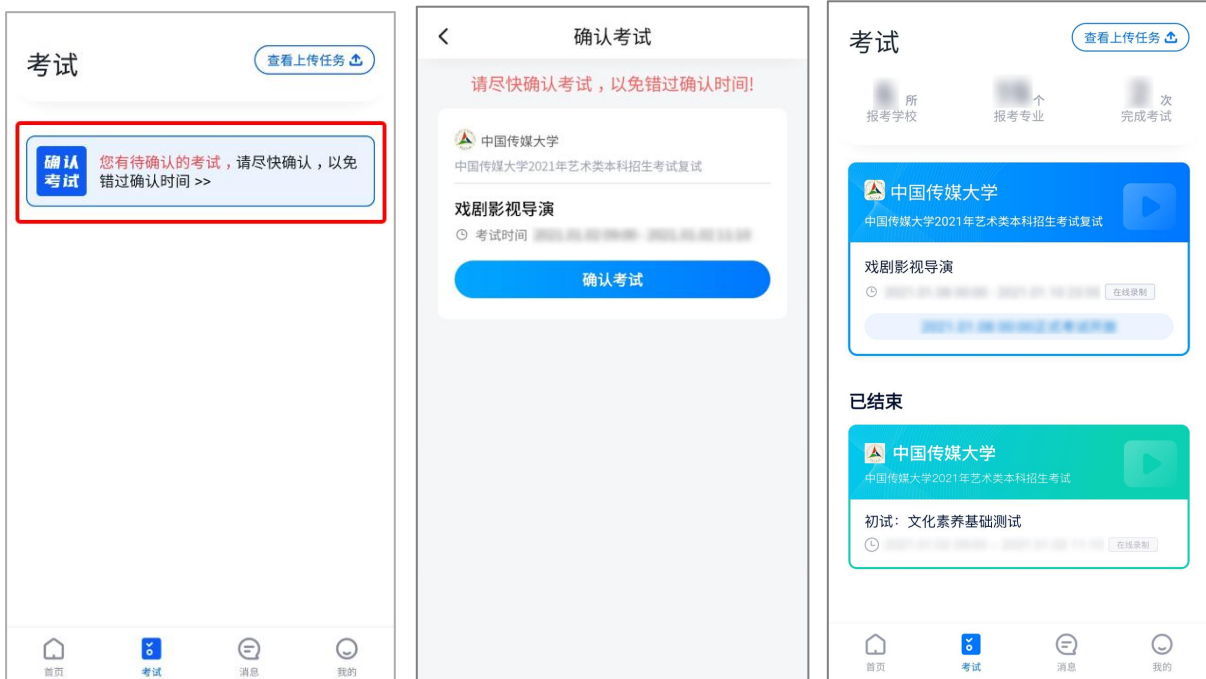 考试
查看上传任务
确认
考试
您有待确认的考试，请尽快确认，以免
错过确认时间 >>
首页
考试
消息
我的
确认考试
请尽快确认考试，以免错过确认时间!
中国传媒大学
中国传媒大学2021年艺术类本科招生考试复试
戏剧影视导演
考试时间
确认考试
考试
查看上传任务
所
个
次
报考学校
报考专业
完成考试
中国传媒大学
中国传媒大学2021年艺术类本科招生考试复试
戏剧影视导演
在线录制
已结束
中国传媒大学
中国传媒大学2021年艺术类本科招生考试
初试：文化素养基础测试
在线录制
首页
考试
消息
我的